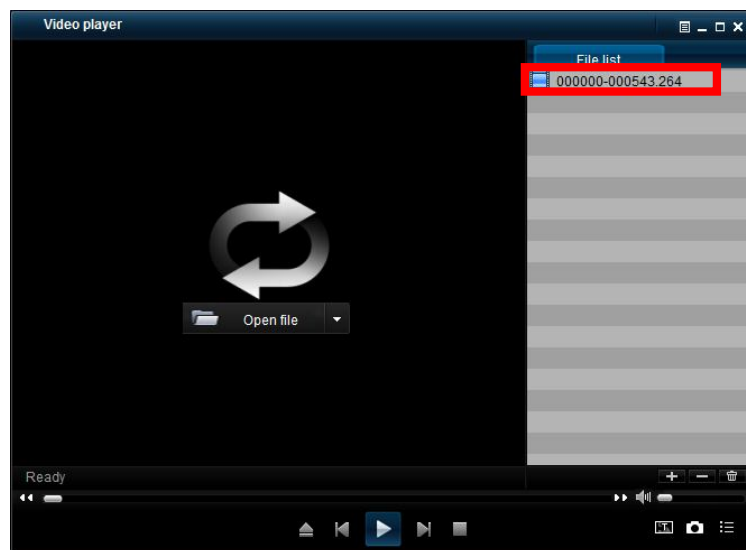 Video player
File list
000000-000543.264
Open file
Ready